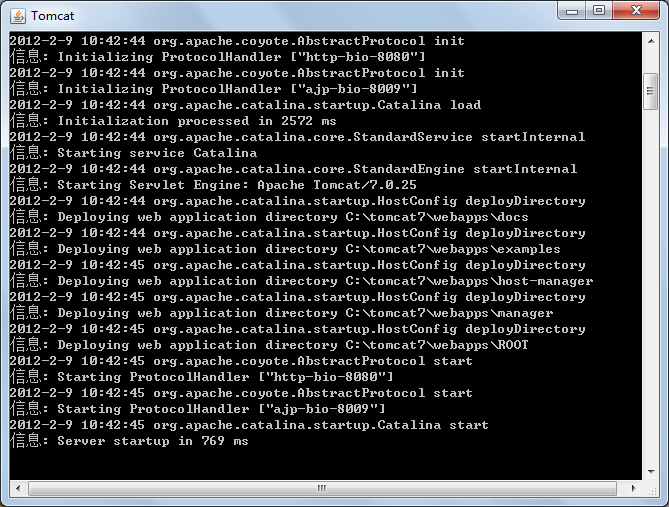 Tomcat
2012-2-9 10:42:44 org.apache.coyote.AbstractProtocol init
信息: Initializing ProtocolHandler ["http-bio-8080"]
2012-2-9 10:42:44 org.apache.coyote.AbstractProtocol init
信息: Initializing ProtocolHandler ["ajp-bio-8009"]
2012-2-9 10:42:44 org.apache.catalina.startup.Catalina load
信息: Initialization processed in 2572 ms
2012-2-9 10:42:44 org.apache.catalina.core.StandardService startInternal
信息: Starting service Catalina
2012-2-9 10:42:44 org.apache.catalina.core.StandardEngine startInternal
信息: Starting Servlet Engine: Apache Tomcat/7.0.25
2012-2-9 10:42:44 org.apache.catalina.startup.HostConfig deployDirectory
信息: Deploying web application directory C:\tomcat7\webapps\docs
2012-2-9 10:42:44 org.apache.catalina.startup.HostConfig deployDirectory
信息: Deploying web application directory C:\tomcat7\webapps\examples
2012-2-9 10:42:45 org.apache.catalina.startup.HostConfig deployDirectory
信息: Deploying web application directory C:\tomcat7\webapps\host-manager
2012-2-9 10:42:45 org.apache.catalina.startup.HostConfig deployDirectory
信息: Deploying web application directory C:\tomcat7\webapps\manager
2012-2-9 10:42:45 org.apache.catalina.startup.HostConfig deployDirectory
信息: Deploying web application directory C:\tomcat7\webapps\ROOT
2012-2-9 10:42:45 org.apache.coyote.AbstractProtocol start
信息: Starting ProtocolHandler ["http-bio-8080"]
2012-2-9 10:42:45 org.apache.coyote.AbstractProtocol start
信息: Starting ProtocolHandler ["ajp-bio-8009"]
2012-2-9 10:42:45 org.apache.catalina.startup.Catalina start
信息: Server startup in 769 ms